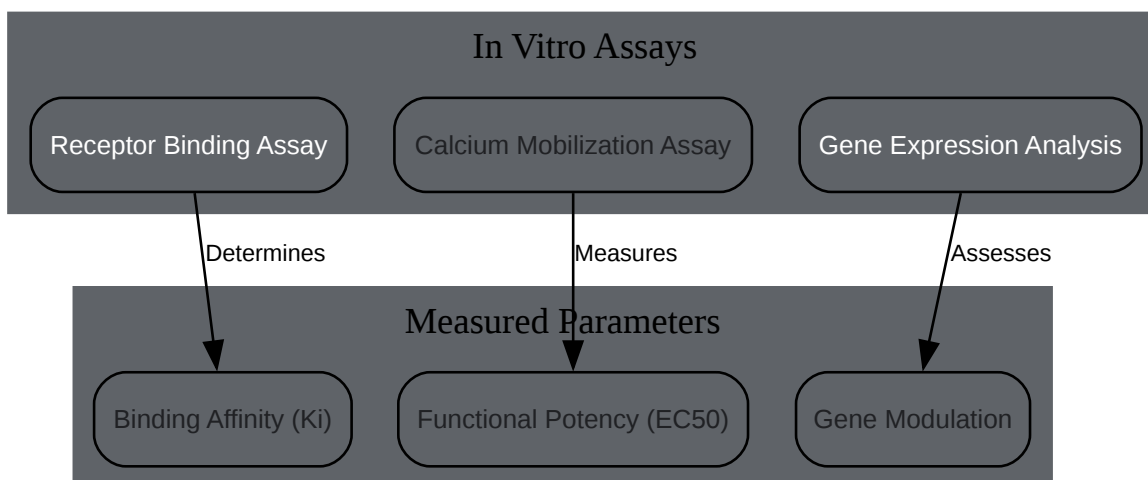 In Vitro Assays
Receptor Binding Assay
Calcium Mobilization Assay
Gene Expression Analysis
Determines
Measures
Assesses
Measured Parameters
Binding Affinity (Ki)
Functional Potency (EC50)
Gene Modulation